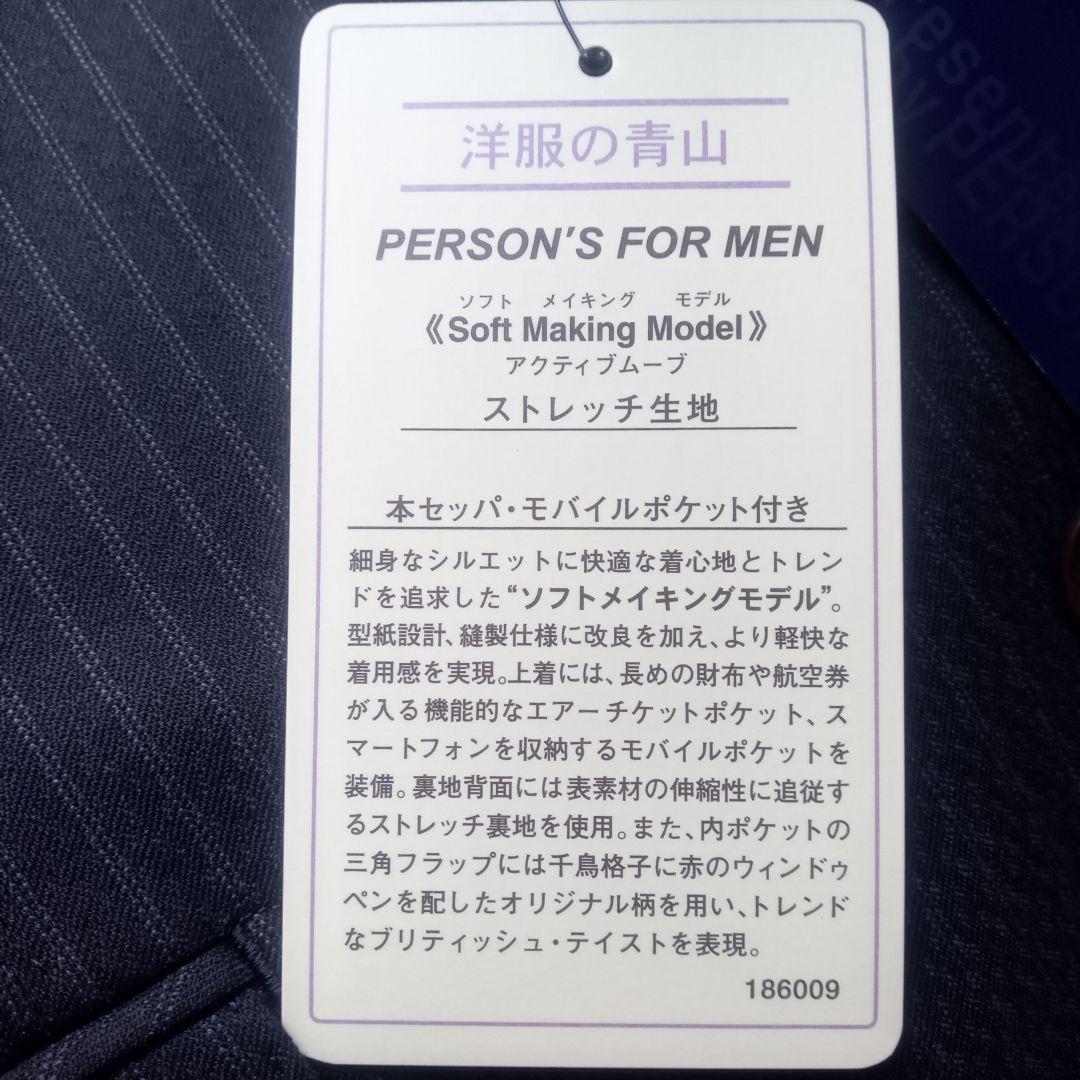 洋服の青山
PERSON'S FOR MEN
ソフト メイキング モデル
《Soft Making Model》
アクティブムーブ
ストレッチ生地
本セッパ・モバイルポケット付き
細身なシルエットに快適な着心地とトレン
ドを追求した“ソフトメイキングモデル”。
型紙設計、縫製仕様に改良を加え、より軽快な
着用感を実現。上着には、長めの財布や航空券
が入る機能的なエアーチケットポケット、ス
マートフォンを収納するモバイルポケットを
装備。裏地背面には表素材の伸縮性に追従す
るストレッチ裏地を使用。また、内ポケットの
三角フラップには千鳥格子に赤のウィンドゥ
ペンを配したオリジナル柄を用い、トレンド
なブリティッシュ・テイストを表現。
186009